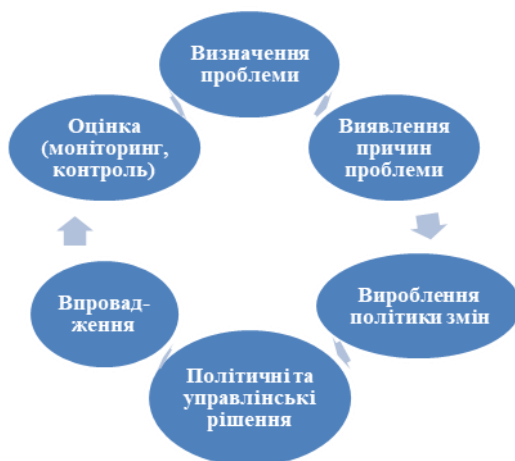 Визначення
проблеми
Виявлення
причин
проблеми
Вироблення
політики змін
Політичні та
управлінські
рішення
Впровад-
ження
Оцінка
(моніторинг,
контроль)